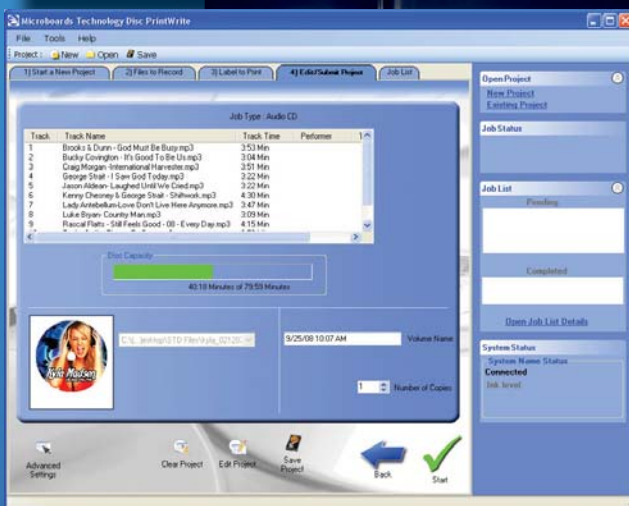 Microboards Technology Disc PrintWrite
File Tools Help
Project : New Open Save
1) Start a New Project 2) Files to Record 3) Label to Print 4) Edit/Submit Project Job List
Job Type : Audio CD
Track Track Name Track Time Performer
1 Brooks & Dunn - God Must Be Busy.mp3 3:53 Min
2 Bucky Covington - It's Good To Be Us.mp3 3:04 Min
3 Craig Morgan -International Harvester.mp3 3:51 Min
4 George Strait - I Saw God Today.mp3 3:22 Min
5 Jason Aldean- Laughed Until We Cried.mp3 3:22 Min
6 Kenny Chesney & George Strait - Shiftwork.mp3 4:30 Min
7 Lady Antebellum-Love Don't Live Here Anymore.mp3 3:47 Min
8 Luke Bryan- Country Man.mp3 3:09 Min
9 Rascal Flatts - Still Feels Good - 08 - Every Day.mp3 4:15 Min
Disc Capacity
40:18 Minutes of 79:59 Minutes
Kyla Madsen
9/25/08 10:07 AM Volume Name
1 Number of Copies
Advanced Settings
Clear Project
Edit Project
Save Project
Back
Start
Open Project
New Project
Existing Project
Job Status
Job List
Pending
Completed
Open Job List Details
System Status
System Name Status
Connected
Ink level